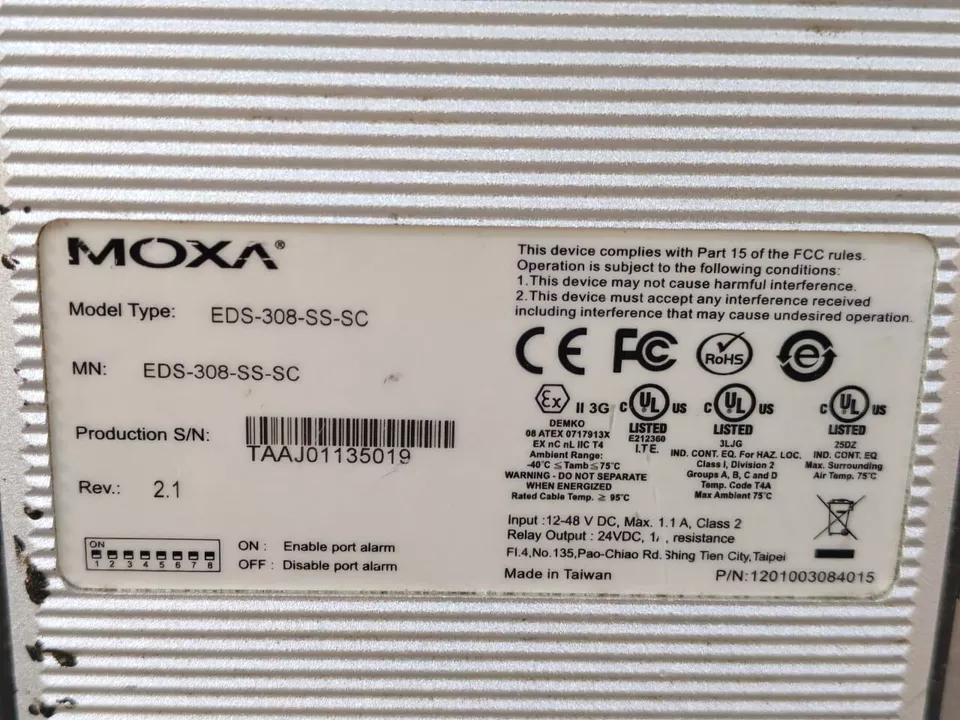 MOXA®
Model Type: EDS-308-SS-SC
MN: EDS-308-SS-SC
Production S/N:
TAAJ01135019
Rev.: 2.1
ON
1 2 3 4 5 6 7 8
ON : Enable port alarm
OFF : Disable port alarm
This device complies with Part 15 of the FCC rules.
Operation is subject to the following conditions:
1.This device may not cause harmful interference.
2.This device must accept any interference received
including interference that may cause undesired operation.
CE FC RoHS e
Ex II 3G
DEMKO
08 ATEX 0717913X
EX nC nL IIC T4
Ambient Range:
-40°C ≤Tamb≤75°C
WARNING - DO NOT SEPARATE
WHEN ENERGIZED
Rated Cable Temp. ≥ 95°C
C UL US
LISTED
E212360
I.T.E.
C UL US
LISTED
3LJG
IND. CONT. EQ. For HAZ. LOC.
Class I, Division 2
Groups A, B, C and D
Temp. Code T4A
Max Ambient 75°C
C UL US
LISTED
25DZ
IND. CONT. EQ
Max. Surrounding
Air Temp. 75°C
Input :12-48 V DC, Max. 1.1 A, Class 2
Relay Output : 24VDC, , resistance
Fl.4,No.135,Pao-Chiao Rd. Shing Tien City,Taipei
Made in Taiwan
P/N:1201003084015